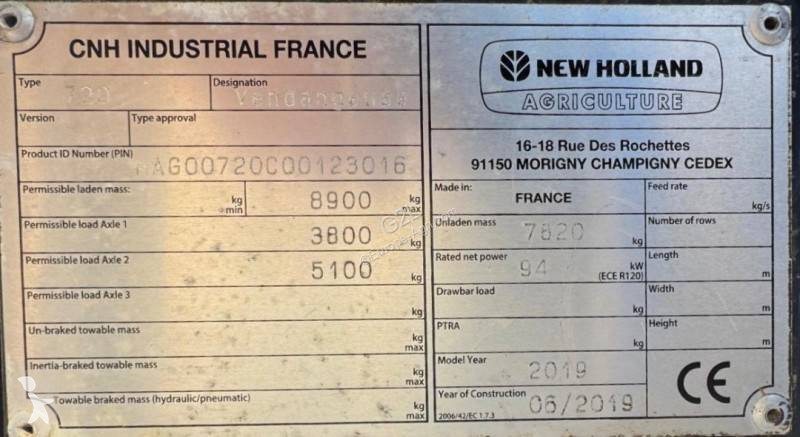 CNH INDUSTRIAL FRANCE
Type
Designation
Vendangeuse
Version
Type approval
Product ID Number (PIN)
HAG00720C00123016
Permissible laden mass:
kg
min
8900
kg
max
Permissible load Axle 1
3800
kg
Permissible load Axle 2
5100
kg
Permissible load Axle 3
kg
Un-braked towable mass
kg
max
Inertia-braked towable mass
kg
max
Towable braked mass (hydraulic/pneumatic)
kg
max
NEW HOLLAND
AGRICULTURE
16-18 Rue Des Rochettes
91150 MORIGNY CHAMPIGNY CEDEX
Made in:
FRANCE
Feed rate
kg/s
Unladen mass
7820
kg
Number of rows
Rated net power
94
kW
(ECE R120)
Length
m
Drawbar load
kg
Width
m
PTRA
kg
Height
m
Model Year
2019
Year of Construction
06/2019
2006/42/EC 1.7.3
CE